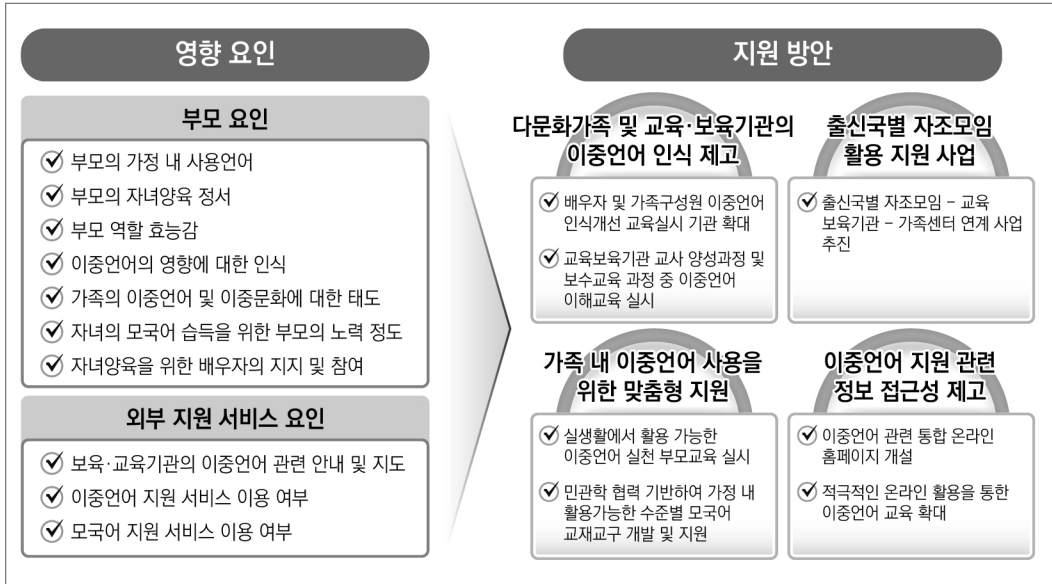 영향 요인
부모 요인
부모의 가정 내 사용언어
부모의 자녀양육 정서
부모 역할 효능감
이중언어의 영향에 대한 인식
가족의 이중언어 및 이중문화에 대한 태도
자녀의 모국어 습득을 위한 부모의 노력 정도
자녀양육을 위한 배우자의 지지 및 참여
외부 지원 서비스 요인
보육·교육기관의 이중언어 관련 안내 및 지도
이중언어 지원 서비스 이용 여부
모국어 지원 서비스 이용 여부
지원 방안
다문화가족 및 교육·보육기관의
이중언어 인식 제고
배우자 및 가족구성원 이중언어
인식개선 교육실시 기관 확대
교육보육기관 교사 양성과정 및
보수교육 과정 중 이중언어
이해교육 실시
출신국별 자조모임
활용 지원 사업
출신국별 자조모임 – 교육
보육기관 – 가족센터 연계 사업
추진
가족 내 이중언어 사용을
위한 맞춤형 지원
실생활에서 활용 가능한
이중언어 실천 부모교육 실시
민관학 협력 기반하여 가정 내
활용가능한 수준별 모국어
교재교구 개발 및 지원
이중언어 지원 관련
정보 접근성 제고
이중언어 관련 통합 온라인
홈페이지 개설
적극적인 온라인 활용을 통한
이중언어 교육 확대